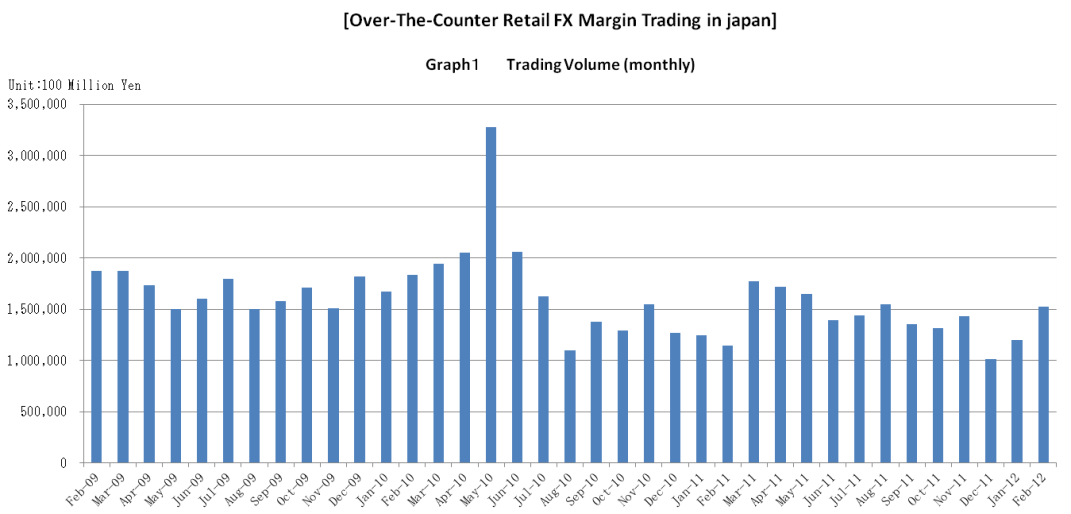 [Over-The-Counter Retail FX Margin Trading in japan]
Graph1 Trading Volume (monthly)
Unit:100 Million Yen
3,500,000
3,000,000
2,500,000
2,000,000
1,500,000
1,000,000
500,000
0
Feb-09 Mar-09 Apr-09 May-09 Jun-09 Jul-09 Aug-09 Sep-09 Oct-09 Nov-09 Dec-09 Jan-10 Feb-10 Mar-10 Apr-10 May-10 Jun-10 Jul-10 Aug-10 Sep-10 Oct-10 Nov-10 Dec-10 Jan-11 Feb-11 Mar-11 Apr-11 May-11 Jun-11 Jul-11 Aug-11 Sep-11 Oct-11 Nov-11 Dec-11 Jan-12 Feb-12